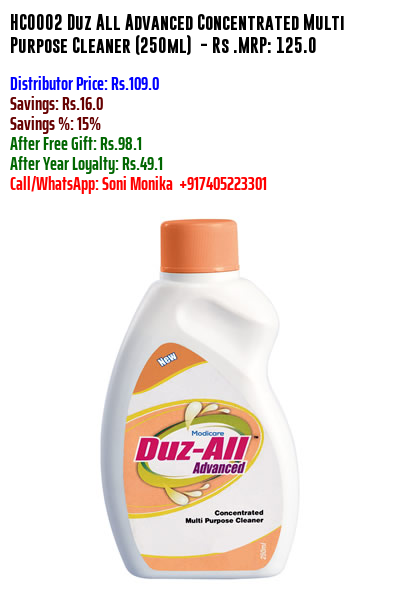 HC0002 Duz All Advanced Concentrated Multi
Purpose Cleaner (250ml) - Rs .MRP: 125.0
Distributor Price: Rs.109.0
Savings: Rs.16.0
Savings %: 15%
After Free Gift: Rs.98.1
After Year Loyalty: Rs.49.1
Call/WhatsApp: Soni Monika +917405223301
New
Modicare
Duz-All
Advanced
Concentrated
Multi Purpose Cleaner
250ml